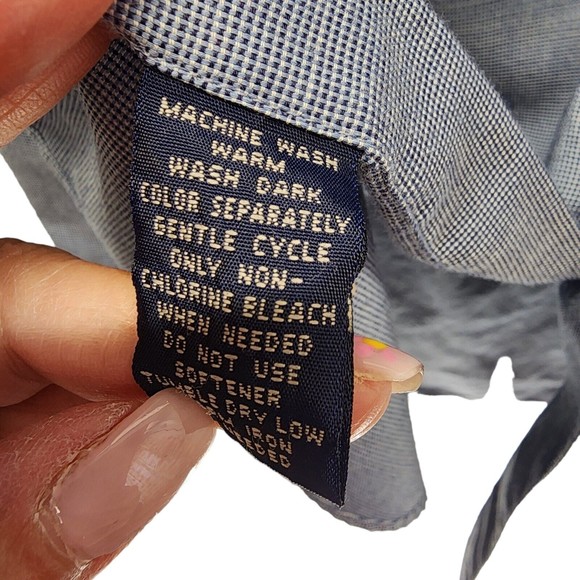 MACHINE WASH
WARM
WASH DARK
COLOR SEPARATELY
GENTLE CYCLE
ONLY NON-
CHLORINE BLEACH
WHEN NEEDED
DO NOT USE
SOFTENER
TUMBLE DRY LOW
IRON